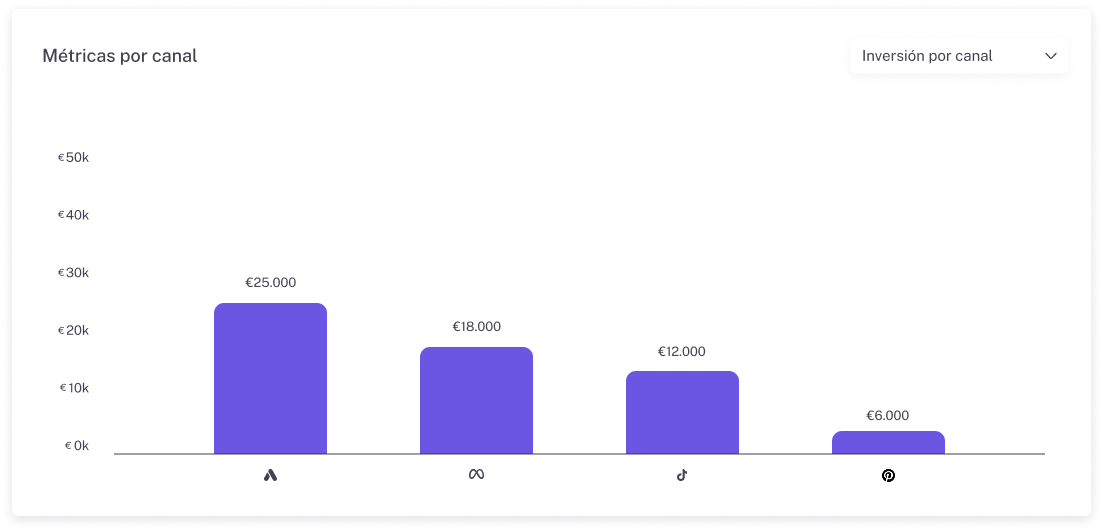 Métricas por canal
Inversión por canal
€50k
€40k
€30k
€20k
€10k
€0k
€25.000
€18.000
€12.000
€6.000